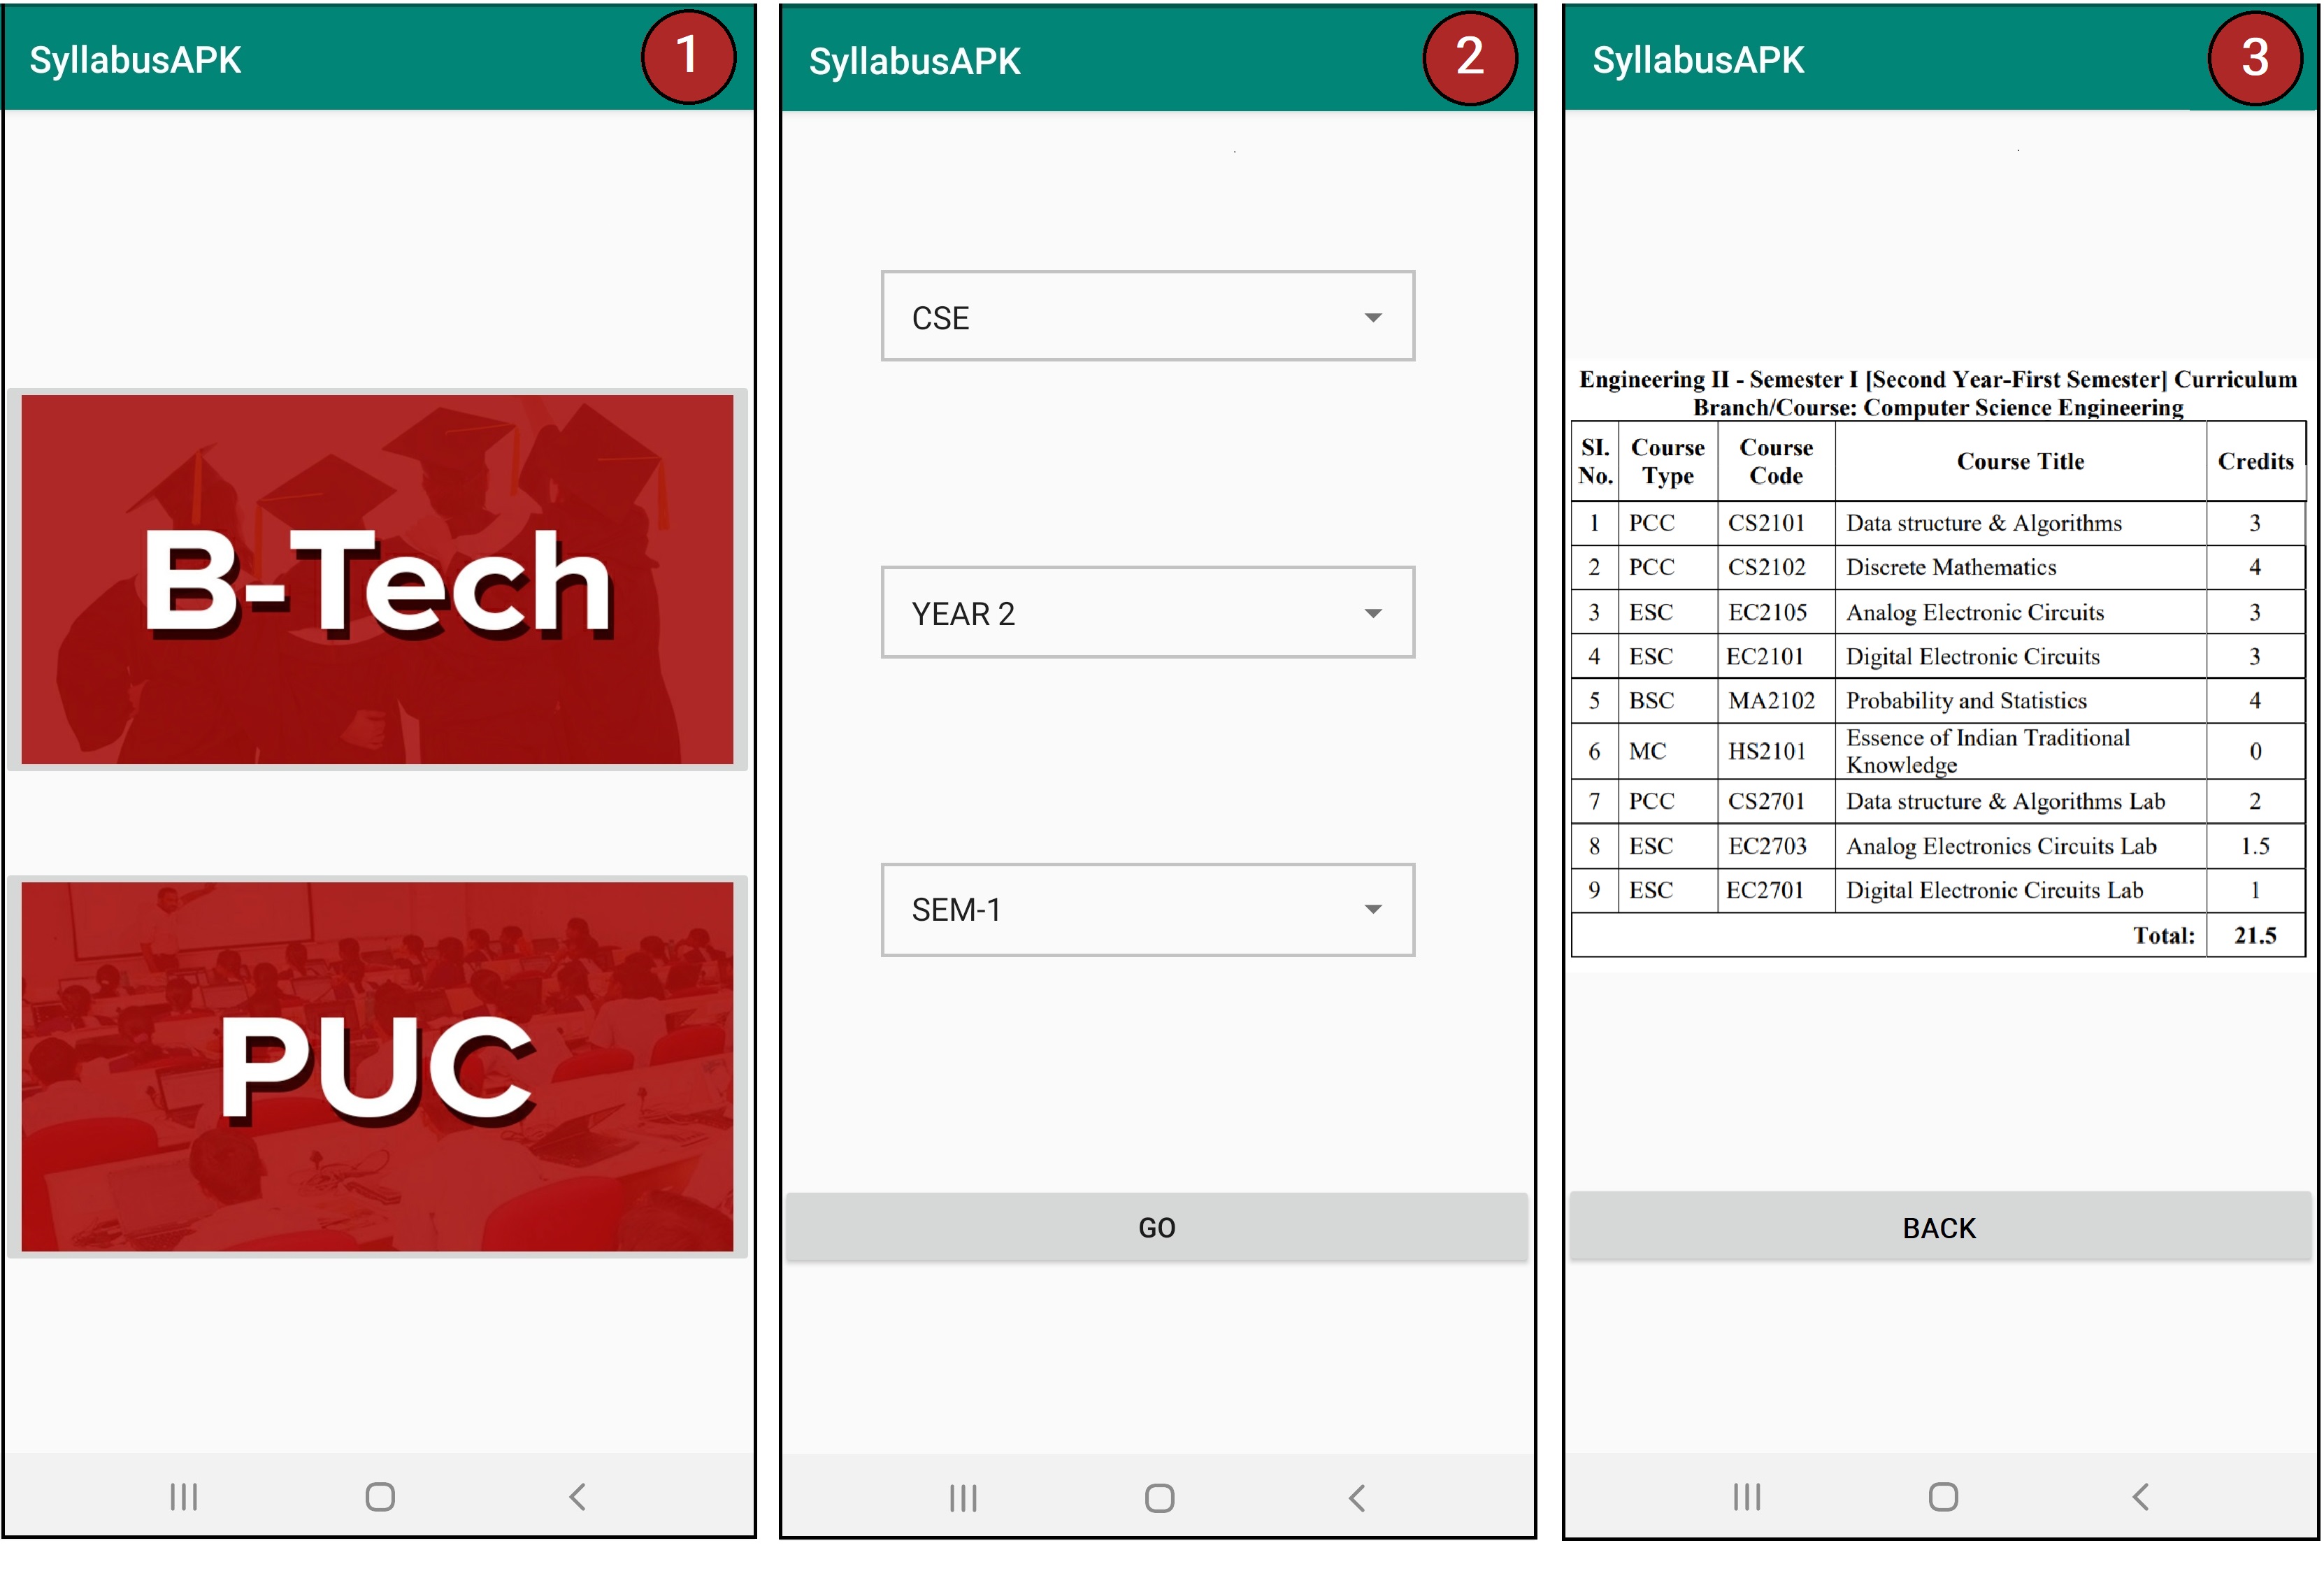 SyllabusAPK
1
B-Tech
PUC
SyllabusAPK
2
CSE
YEAR 2
SEM-1
GO
SyllabusAPK
3
Engineering II - Semester I [Second Year-First Semester] Curriculum
Branch/Course: Computer Science Engineering
SI. No. Course Type Course Code Course Title Credits
1 PCC CS2101 Data structure & Algorithms 3
2 PCC CS2102 Discrete Mathematics 4
3 ESC EC2105 Analog Electronic Circuits 3
4 ESC EC2101 Digital Electronic Circuits 3
5 BSC MA2102 Probability and Statistics 4
6 MC HS2101 Essence of Indian Traditional Knowledge 0
7 PCC CS2701 Data structure & Algorithms Lab 2
8 ESC EC2703 Analog Electronics Circuits Lab 1.5
9 ESC EC2701 Digital Electronic Circuits Lab 1
Total: 21.5
BACK